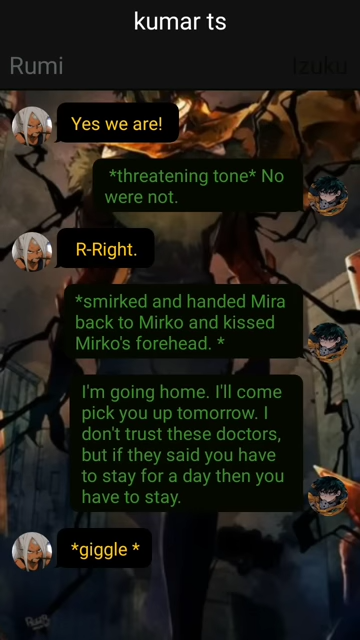 kumar ts
Rumi
Izuku
Yes we are!
*threatening tone* No
were not.
R-Right.
*smirked and handed Mira
back to Mirko and kissed
Mirko's forehead. *
I'm going home. I'll come
pick you up tomorrow. I
don't trust these doctors,
but if they said you have
to stay for a day then you
have to stay.
*giggle *